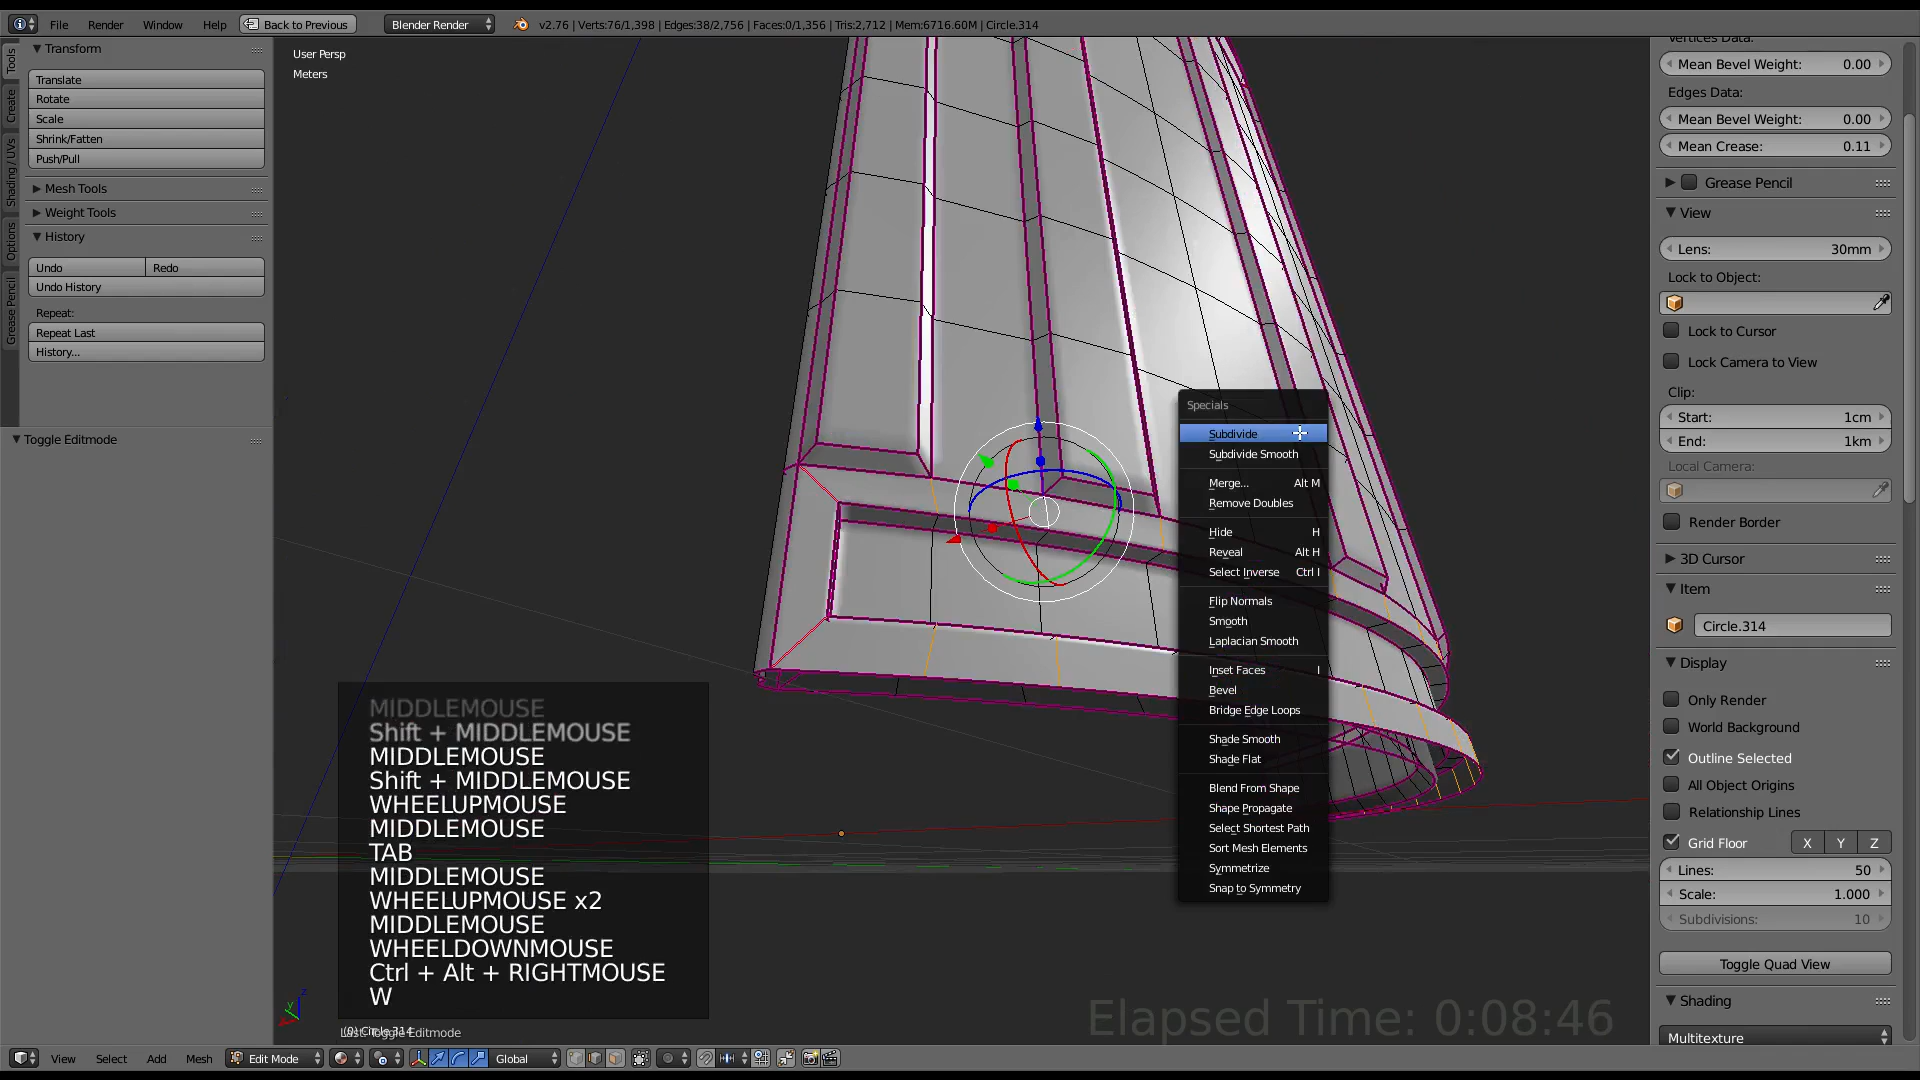 File
Render
Window
Help
Back to Previous
Blender Render
v2.76 | Verts:76/1,398 | Edges:38/2,756 | Faces:0/1,356 | Tris:2,712 | Mem:6716.60M | Circle.314
Tools
Create
Shading / UVs
Options
Grease Pencil
Transform
Translate
Rotate
Scale
Shrink/Fatten
Push/Pull
Mesh Tools
Weight Tools
History
Undo
Redo
Undo History
Repeat:
Repeat Last
History...
Toggle Editmode
User Persp
Meters
Specials
Subdivide
Subdivide Smooth
Merge... Alt M
Remove Doubles
Hide H
Reveal Alt H
Select Inverse Ctrl I
Flip Normals
Smooth
Laplacian Smooth
Inset Faces I
Bevel
Bridge Edge Loops
Shade Smooth
Shade Flat
Blend From Shape
Shape Propagate
Select Shortest Path
Sort Mesh Elements
Symmetrize
Snap to Symmetry
MIDDLEMOUSE
Shift + MIDDLEMOUSE
MIDDLEMOUSE
Shift + MIDDLEMOUSE
WHEELUPMOUSE
MIDDLEMOUSE
TAB
MIDDLEMOUSE
WHEELUPMOUSE x2
MIDDLEMOUSE
WHEELDOWNMOUSE
Ctrl + Alt + RIGHTMOUSE
W
Elapsed Time: 0:08:46
View
Select
Add
Mesh
Edit Mode
Global
Vertices Data:
Mean Bevel Weight: 0.00
Edges Data:
Mean Bevel Weight: 0.00
Mean Crease: 0.11
Grease Pencil
View
Lens: 30mm
Lock to Object:
Lock to Cursor
Lock Camera to View
Clip:
Start: 1cm
End: 1km
Local Camera:
Render Border
3D Cursor
Item
Circle.314
Display
Only Render
World Background
Outline Selected
All Object Origins
Relationship Lines
Grid Floor X Y Z
Lines: 50
Scale: 1.000
Subdivisions: 10
Toggle Quad View
Shading
Multitexture